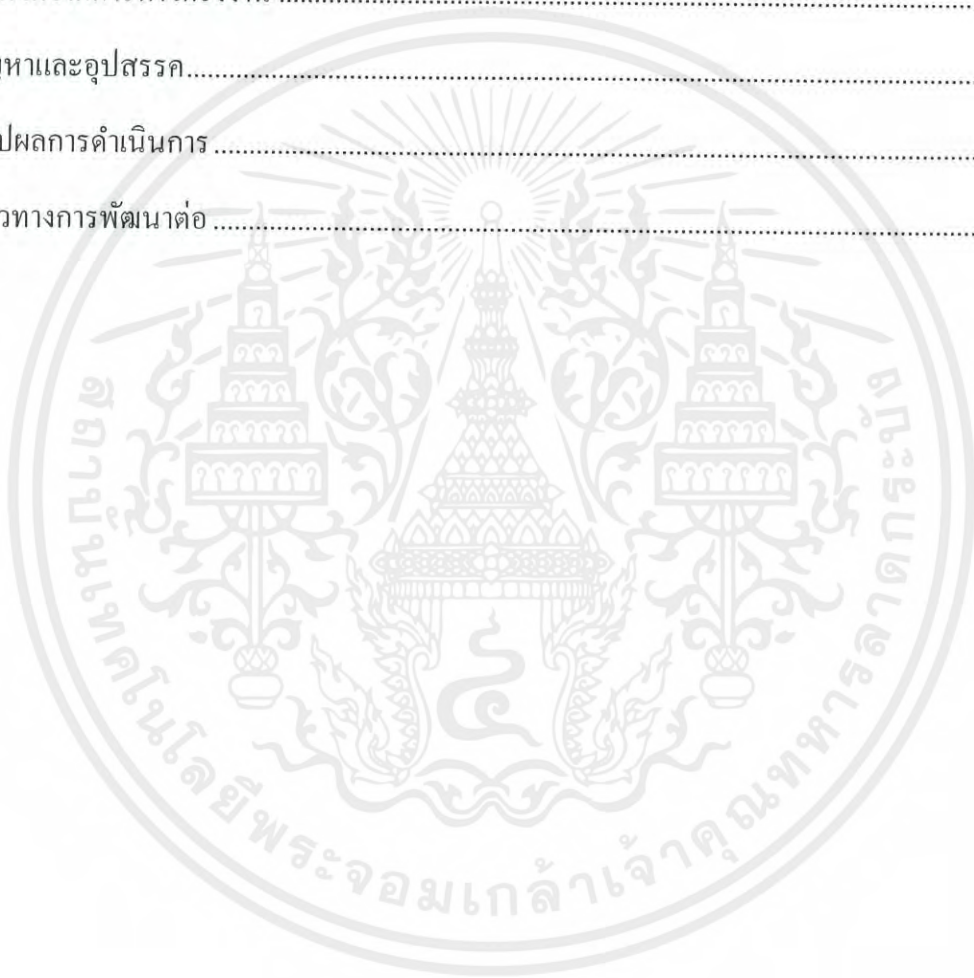 ญหาและอุปสรรค
ปผลการดำเนินการ
วทางการพัฒนาต่อ
สถาบันเทคโนโลยีพระจอมเกล้าเจ้าคุณทหารลาดกระบัง
๔